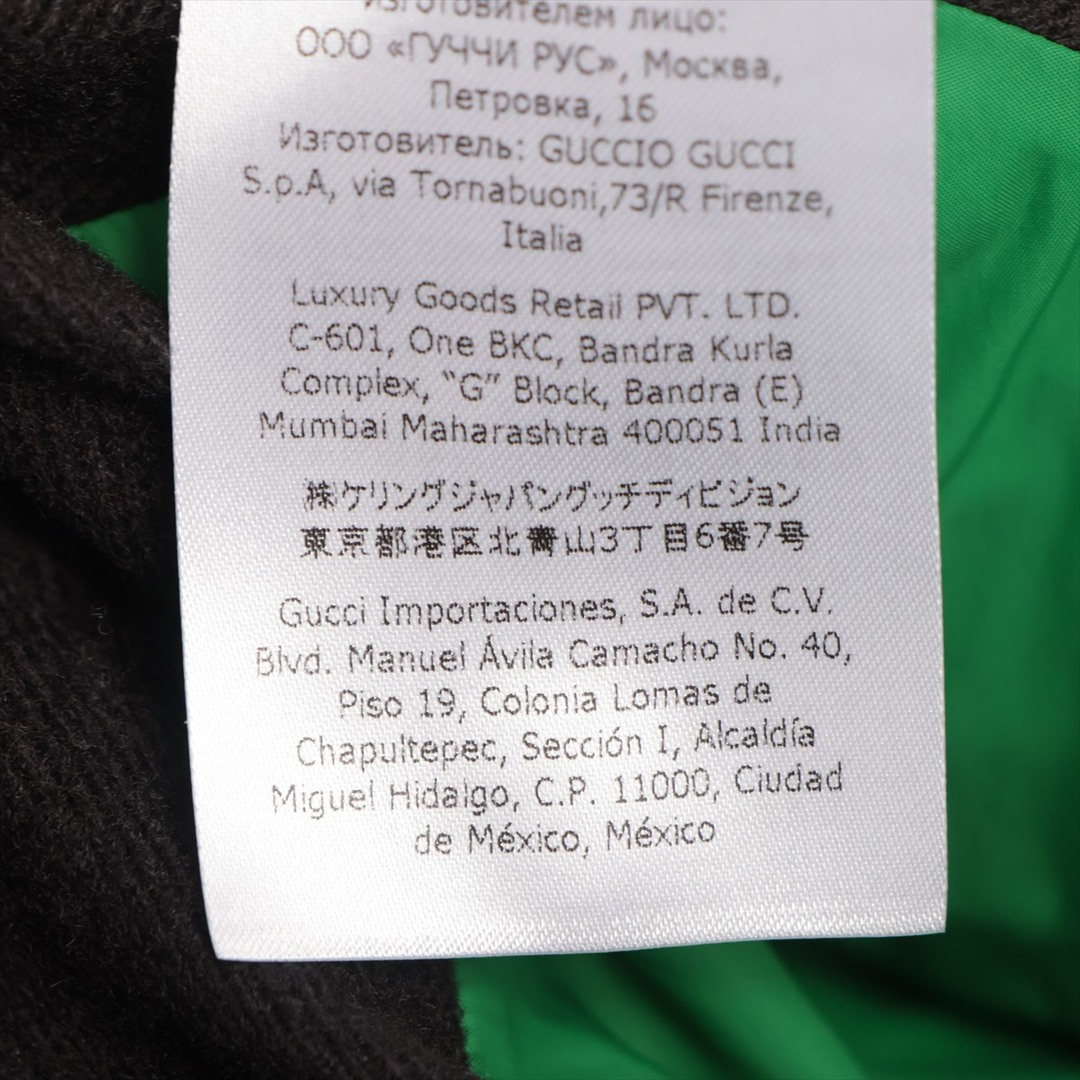 изготовителем лицо:
ООО «ГУЧЧИ РУС», Москва,
Петровка, 16
Изготовитель: GUCCIO GUCCI
S.p.A, via Tornabuoni,73/R Firenze,
Italia
Luxury Goods Retail PVT. LTD.
C-601, One BKC, Bandra Kurla
Complex, “G” Block, Bandra (E)
Mumbai Maharashtra 400051 India
㈱ケリングジャパングッチディビジョン
東京都港区北青山3丁目6番7号
Gucci Importaciones, S.A. de C.V.
Blvd. Manuel Ávila Camacho No. 40,
Piso 19, Colonia Lomas de
Chapultepec, Sección I, Alcaldía
Miguel Hidalgo, C.P. 11000, Ciudad
de México, México